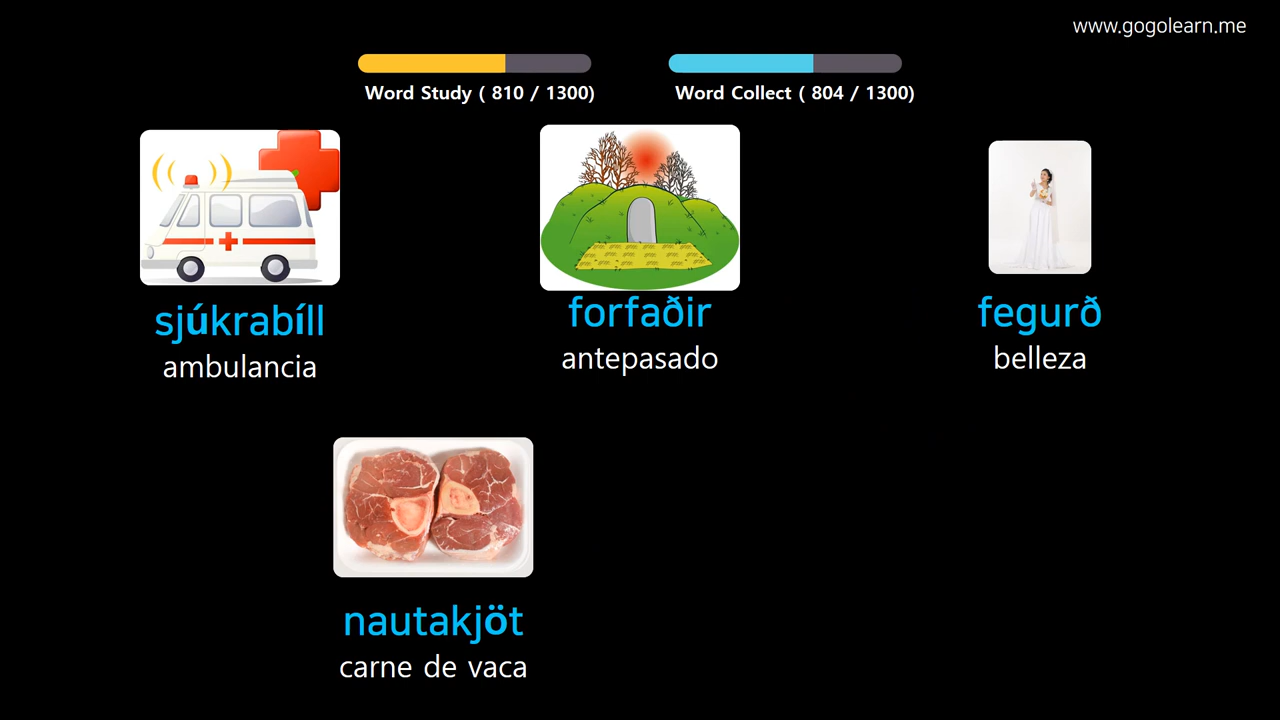 www.gogolearn.me
Word Study ( 810 / 1300)
Word Collect ( 804 / 1300)
sjúkrabíll
ambulancia
forfaðir
antepasado
fegurð
belleza
nautakjöt
carne de vaca